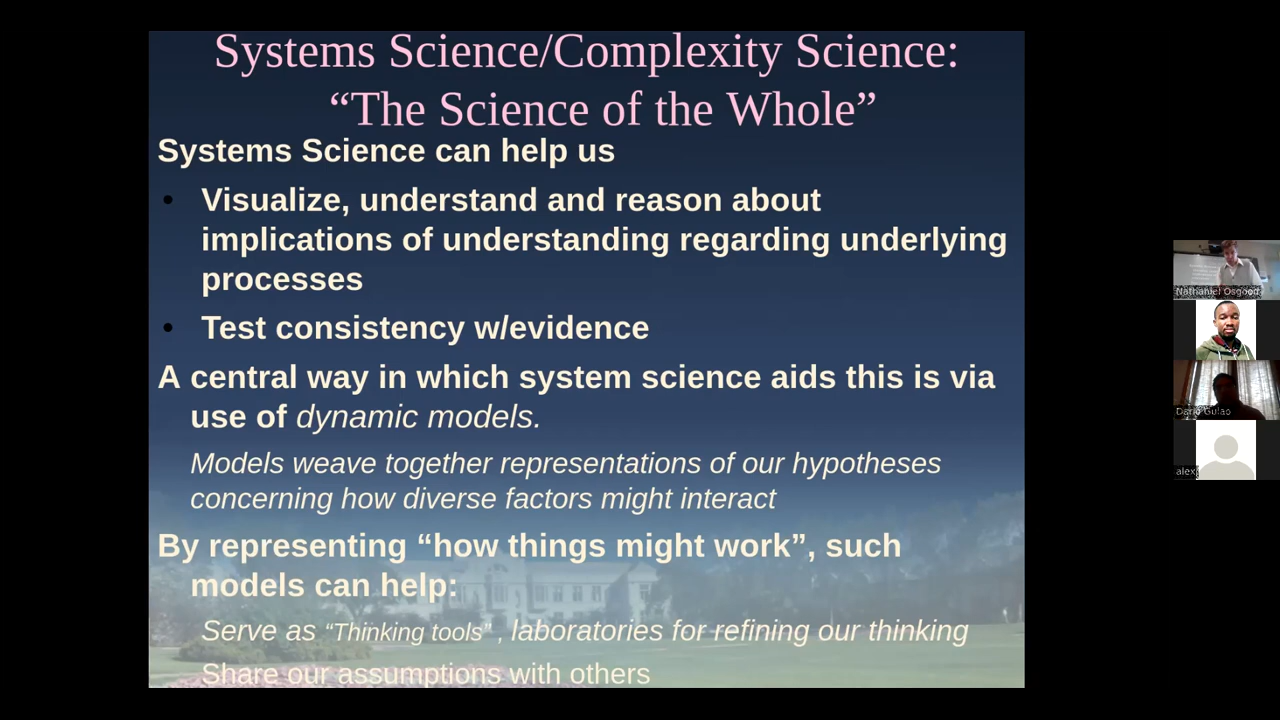 Systems Science/Complexity Science:
“The Science of the Whole”
Systems Science can help us
• Visualize, understand and reason about
implications of understanding regarding underlying
processes
• Test consistency w/evidence
A central way in which system science aids this is via
use of dynamic models.
Models weave together representations of our hypotheses
concerning how diverse factors might interact
By representing “how things might work”, such
models can help:
Serve as “Thinking tools” , laboratories for refining our thinking
Share our assumptions with others
Nathaniel Osgood
alex